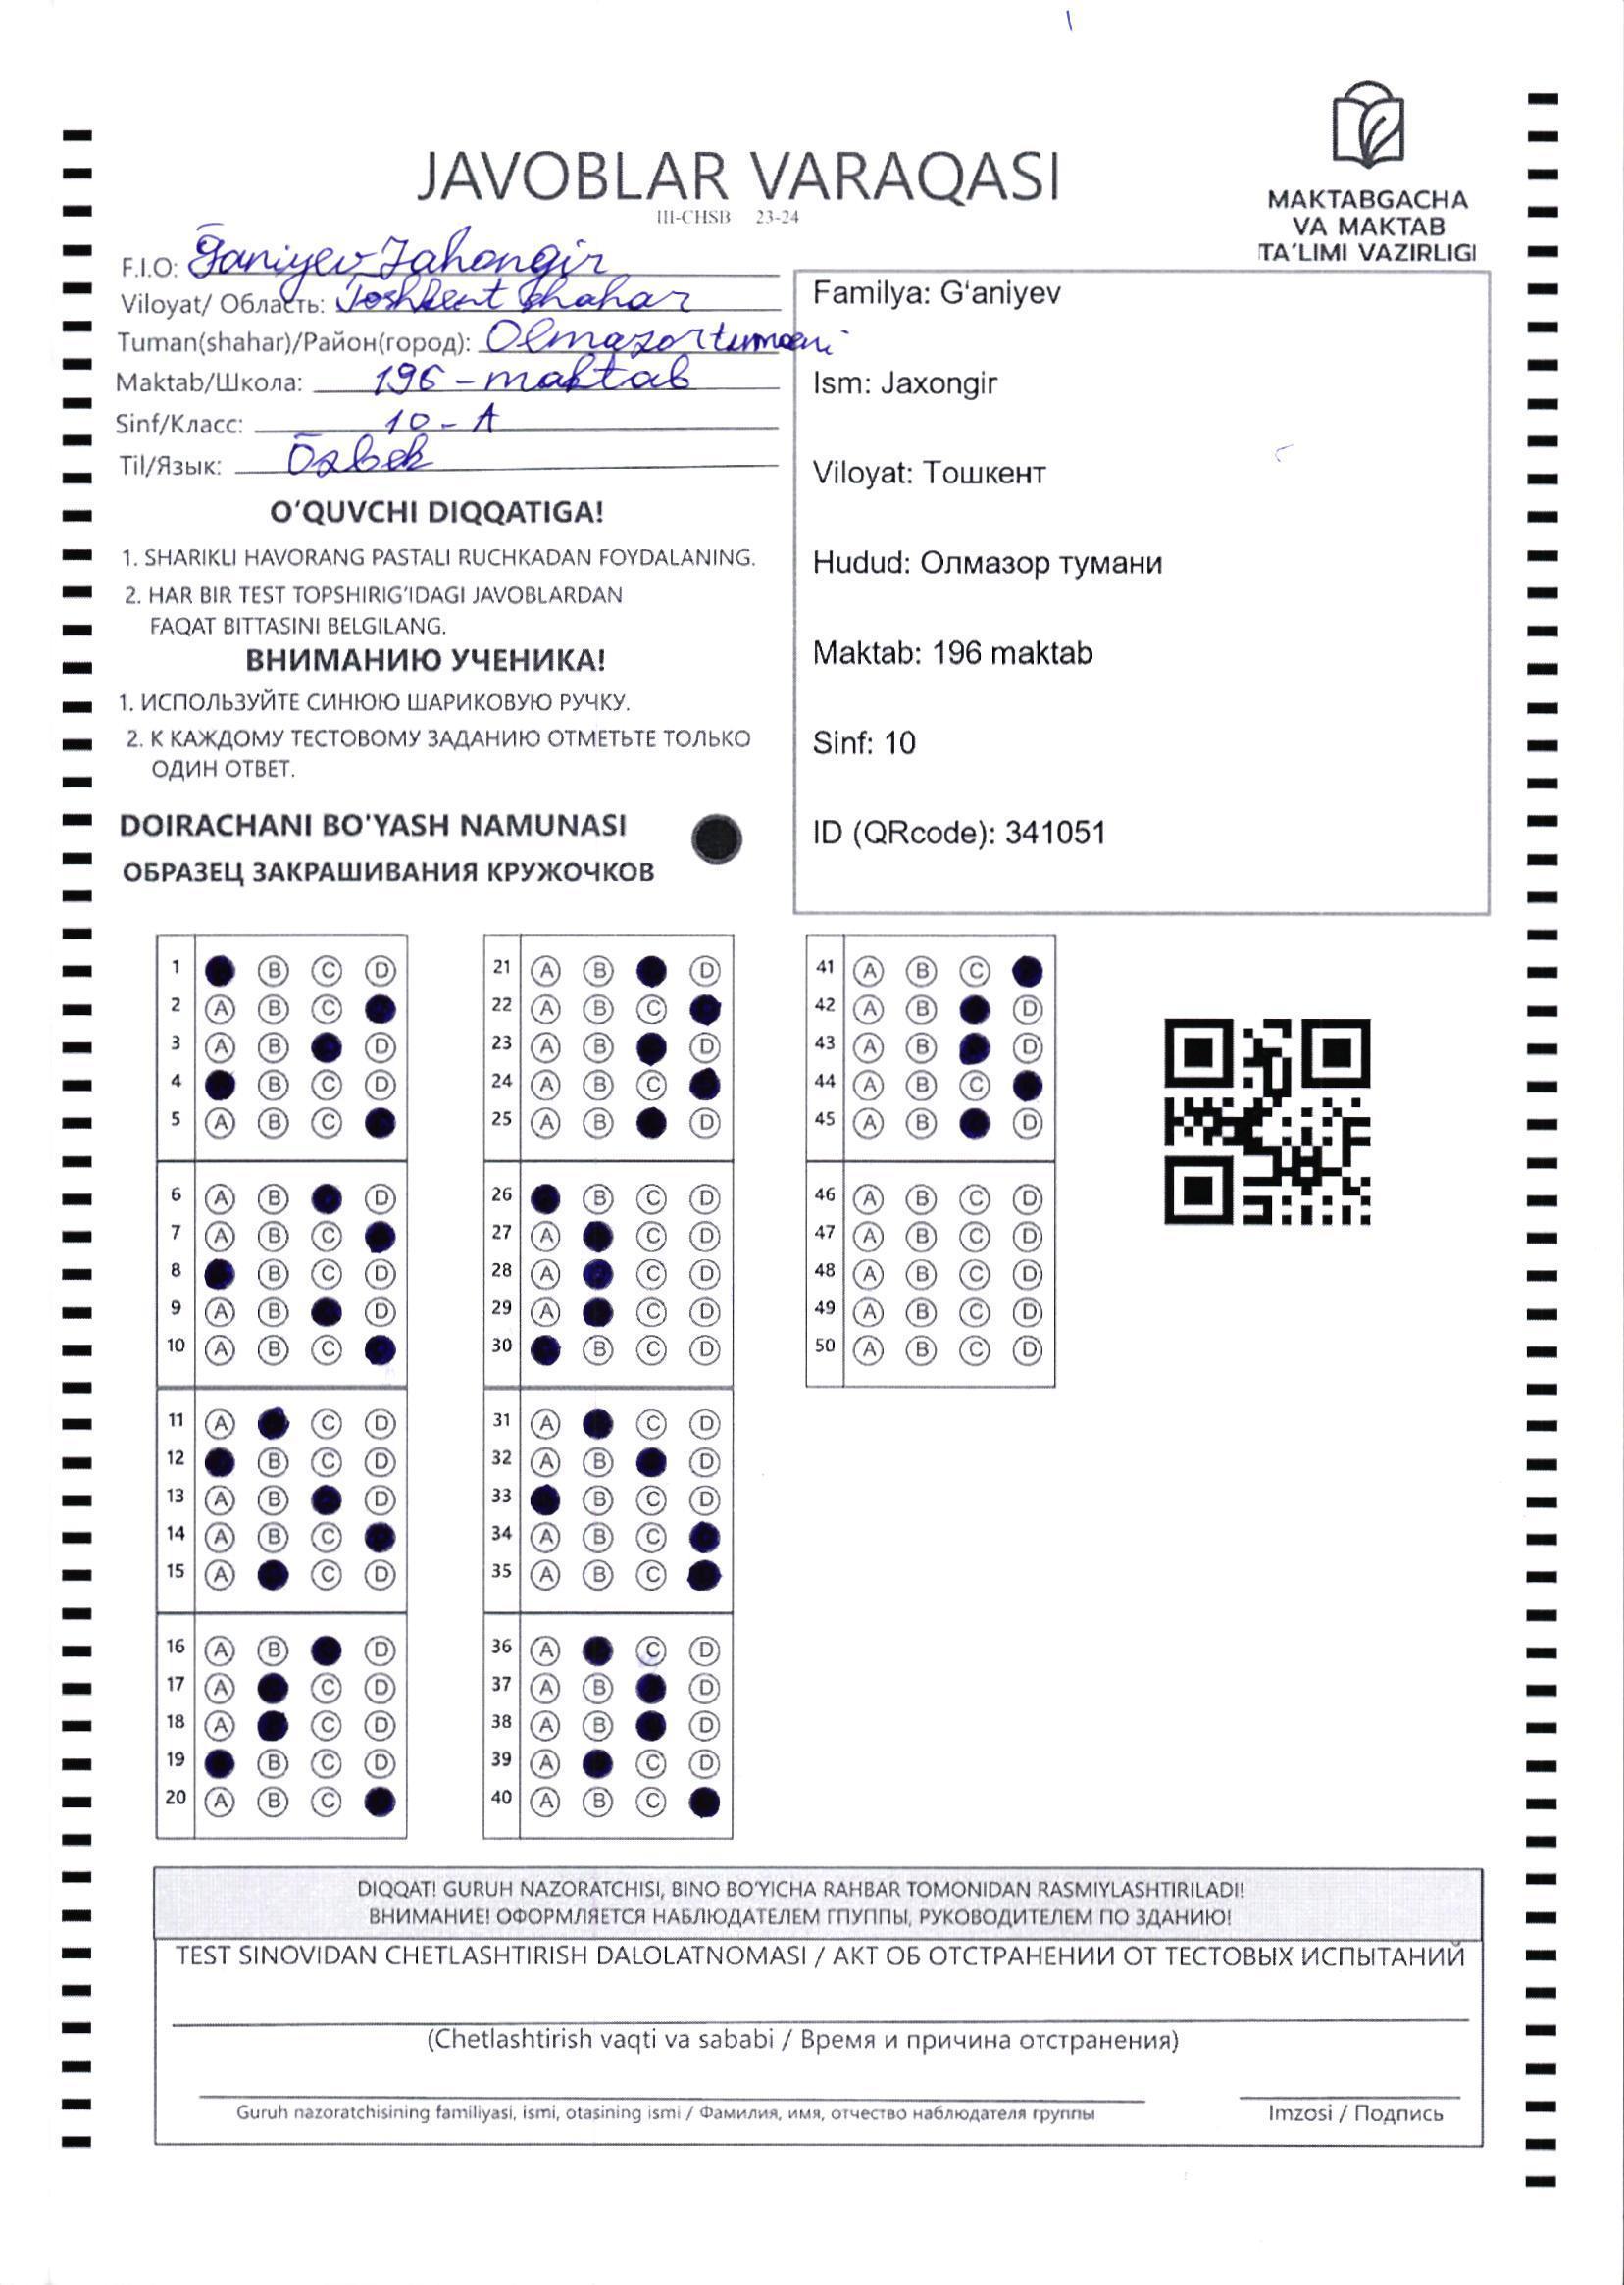 JAVOBLAR VARAQASI
III-CHSB 23-24
MAKTABGACHA
VA MAKTAB
TA'LIMI VAZIRLIGI
F.I.O: Ḡaniyev Jahongir
Viloyat/ Область: Toshkent shahar
Tuman(shahar)/Район(город): Olmazor tumani
Maktab/Школа: 196 - maktab
Sinf/Класс: 10 - A
Til/Язык: Ōzbek
O'QUVCHI DIQQATIGA!
1. SHARIKLI HAVORANG PASTALI RUCHKADAN FOYDALANING.
2. HAR BIR TEST TOPSHIRIG'IDAGI JAVOBLARDAN
FAQAT BITTASINI BELGILANG.
ВНИМАНИЮ УЧЕНИКА!
1. ИСПОЛЬЗУЙТЕ СИНЮЮ ШАРИКОВУЮ РУЧКУ.
2. К КАЖДОМУ ТЕСТОВОМУ ЗАДАНИЮ ОТМЕТЬТЕ ТОЛЬКО
ОДИН ОТВЕТ.
DOIRACHANI BO'YASH NAMUNASI
ОБРАЗЕЦ ЗАКРАШИВАНИЯ КРУЖОЧКОВ
Familya: G‘aniyev
Ism: Jaxongir
Viloyat: Тошкент
Hudud: Олмазор тумани
Maktab: 196 maktab
Sinf: 10
ID (QRcode): 341051
1 B C D
2 A B C
3 A B D
4 B C D
5 A B C
6 A B D
7 A B C
8 B C D
9 A B D
10 A B C
11 A C D
12 B C D
13 A B D
14 A B C
15 A C D
16 A B D
17 A C D
18 A C D
19 B C D
20 A B C
21 A B D
22 A B C
23 A B D
24 A B C
25 A B D
26 B C D
27 A C D
28 A C D
29 A C D
30 B C D
31 A C D
32 A B D
33 B C D
34 A B C
35 A B C
36 A C D
37 A B D
38 A B D
39 A C D
40 A B C
41 A B C
42 A B D
43 A B D
44 A B C
45 A B D
46 A B C D
47 A B C D
48 A B C D
49 A B C D
50 A B C D
DIQQAT! GURUH NAZORATCHISI, BINO BO'YICHA RAHBAR TOMONIDAN RASMIYLASHTIRILADI!
ВНИМАНИЕ! ОФОРМЛЯЕТСЯ НАБЛЮДАТЕЛЕМ ГПУППЫ, РУКОВОДИТЕЛЕМ ПО ЗДАНИЮ!
TEST SINOVIDAN CHETLASHTIRISH DALOLATNOMASI / АКТ ОБ ОТСТРАНЕНИИ ОТ ТЕСТОВЫХ ИСПЫТАНИЙ
(Chetlashtirish vaqti va sababi / Время и причина отстранения)
Guruh nazoratchisining familiyasi, ismi, otasining ismi / Фамилия, имя, отчество наблюдателя группы
Imzosi / Подпись